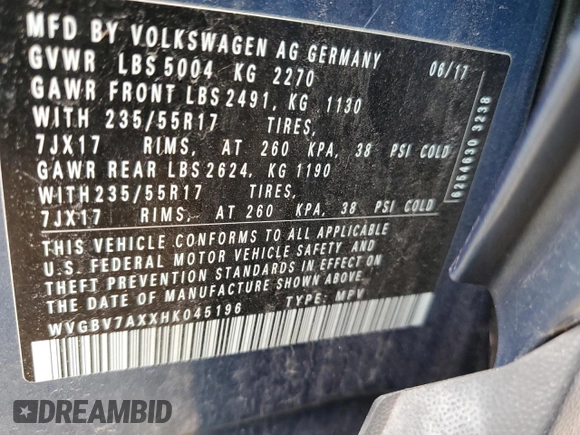 MFD BY VOLKSWAGEN AG GERMANY
GVWR LBS 5004 KG 2270 06/17
GAWR FRONT LBS 2491, KG 1130
WITH 235/55R17 TIRES,
7JX17 RIMS, AT 260 KPA, 38 PSI COLD
GAWR REAR LBS 2624, KG 1190
WITH 235/55R17 TIRES,
7JX17 RIMS, AT 260 KPA, 38 PSI COLD
THIS VEHICLE CONFORMS TO ALL APPLICABLE
U.S. FEDERAL MOTOR VEHICLE SAFETY AND
THEFT PREVENTION STANDARDS IN EFFECT ON
THE DATE OF MANUFACTURE SHOWN ABOVE.
WVGBV7AXXHK045196 TYPE: MPV
6254030 3238
DREAMBID